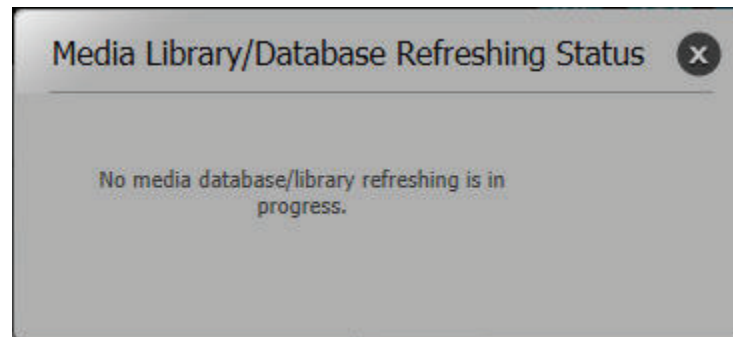 Media Library/Database Refreshing Status
No media database/library refreshing is in
progress.